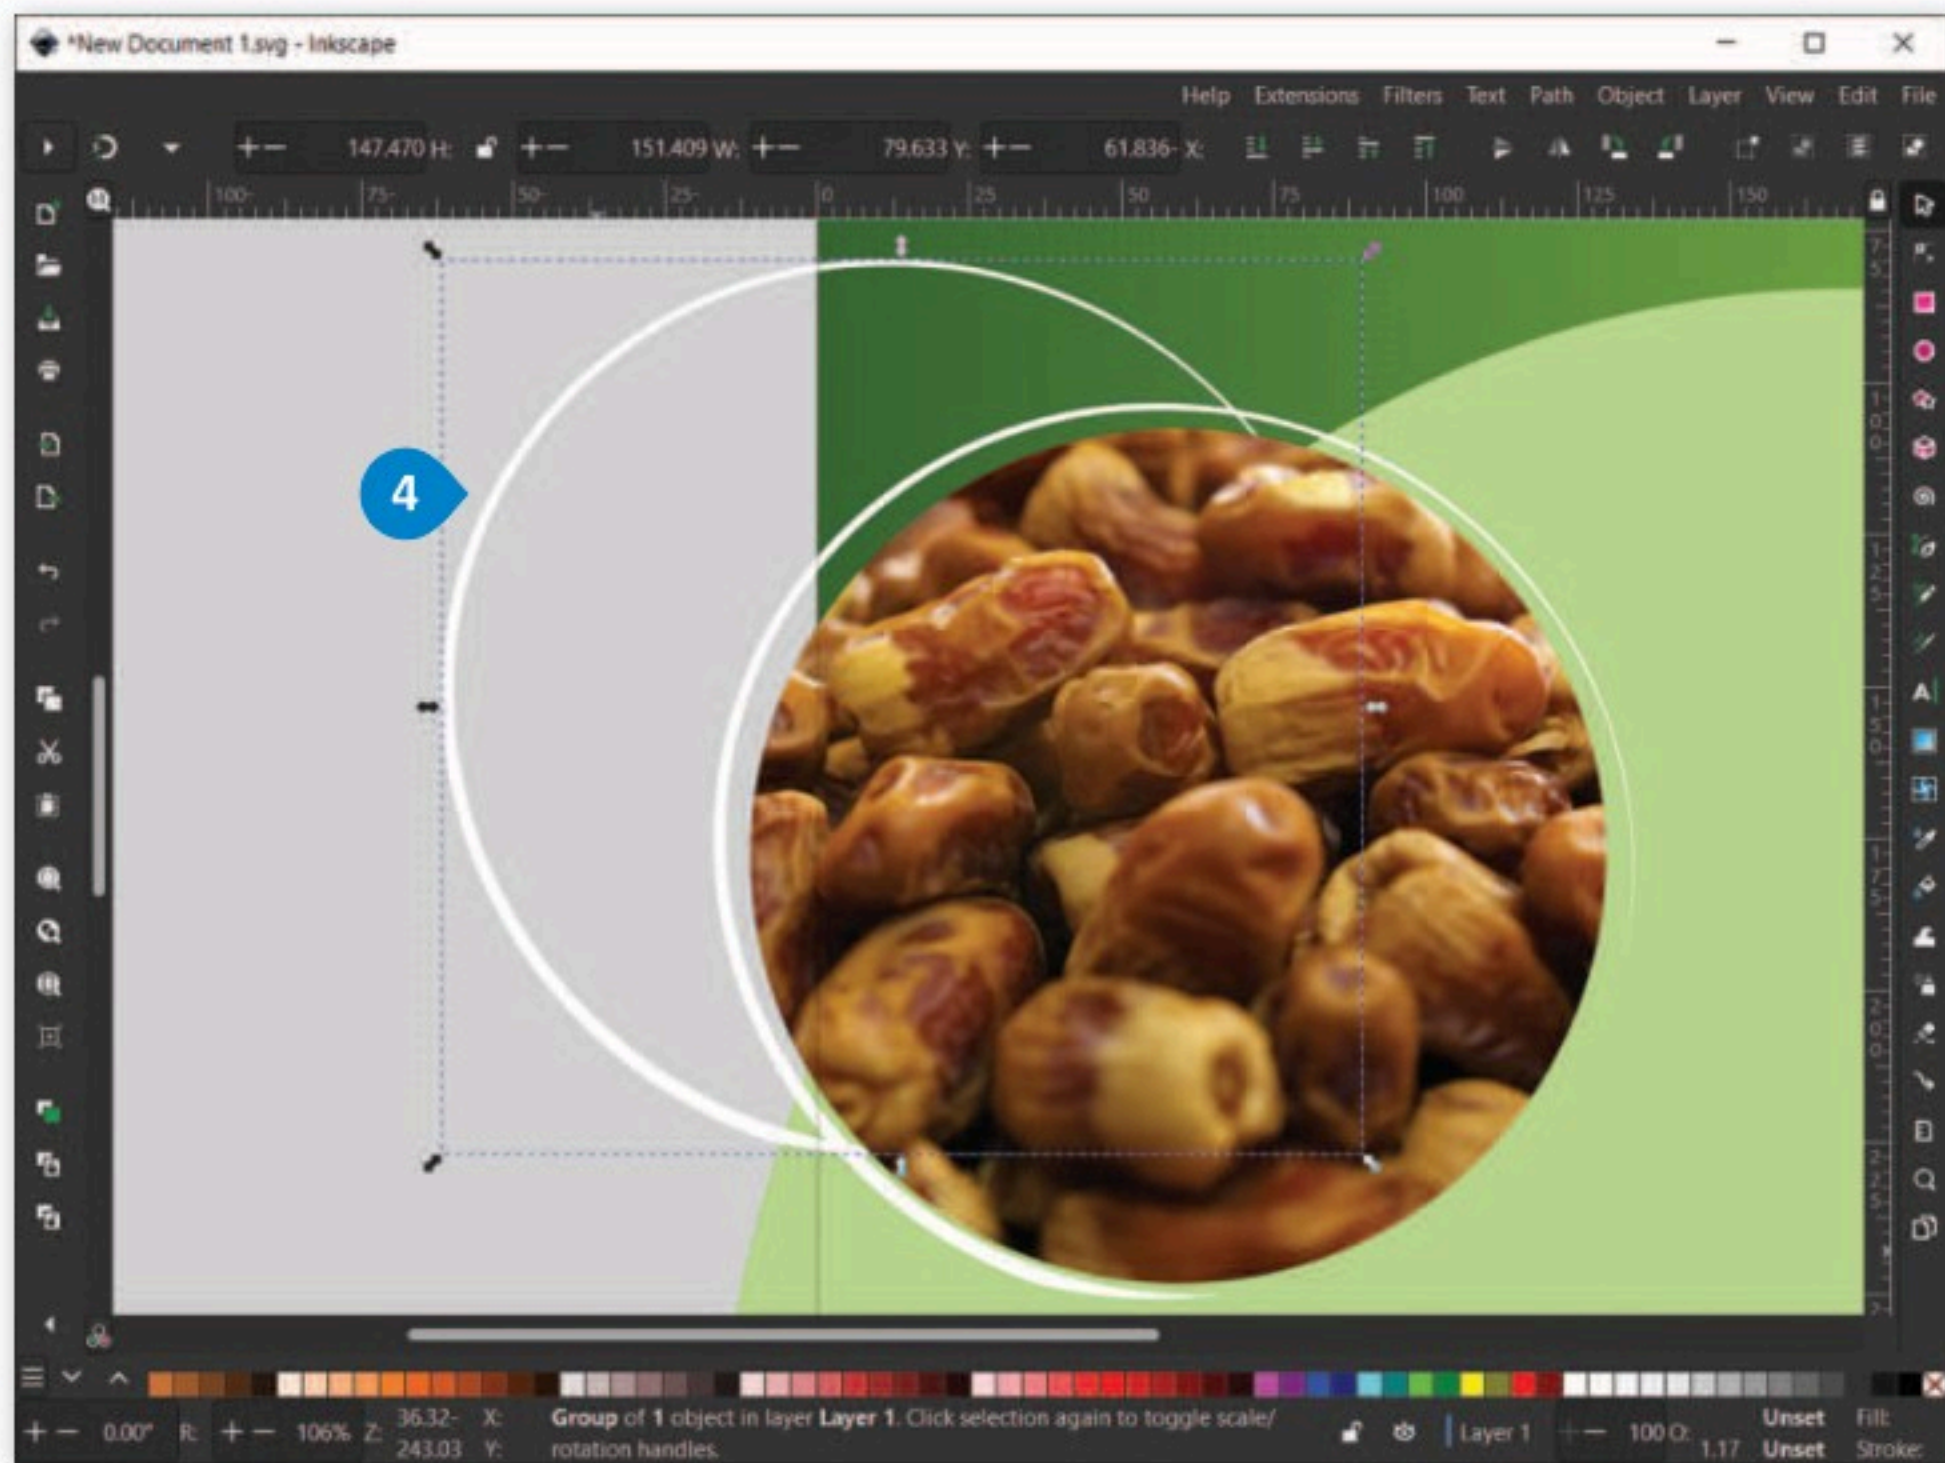 *New Document 1.svg - Inkscape
Help Extensions Filters Text Path Object Layer View Edit File
147.470 H: 151.409 W: 79.633 Y: 61.836- X:
100- 75- 50- 25- 0 25 50 75 100 125 150
4
0.00° R: 106% Z: 36.32- X: Group of 1 object in layer Layer 1. Click selection again to toggle scale/ Layer 1 100 O: Unset Fill:
243.03 Y: rotation handles. 1.17 Unset Stroke: